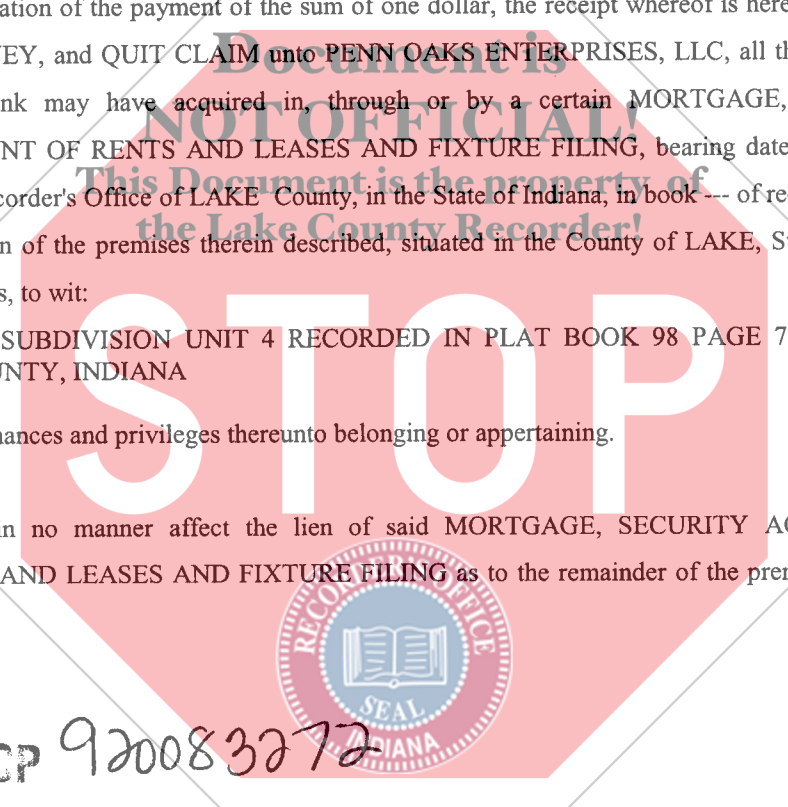 ation of the payment of the sum of one dollar, the receipt whereof is here
EY, and QUIT CLAIM unto PENN OAKS ENTERPRISES, LLC, all th
Document is
nk may have acquired in, through or by a certain MORTGAGE,
NOT OFFICIAL!
NT OF RENTS AND LEASES AND FIXTURE FILING, bearing date
This Document is the property of
corder's Office of LAKE County, in the State of Indiana, in book --- of re
the Lake County Recorder!
n of the premises therein described, situated in the County of LAKE, S
s, to wit:
SUBDIVISION UNIT 4 RECORDED IN PLAT BOOK 98 PAGE 7
UNTY, INDIANA
STOP
nances and privileges thereunto belonging or appertaining.
in no manner affect the lien of said MORTGAGE, SECURITY AG
AND LEASES AND FIXTURE FILING as to the remainder of the prem
RECORDER'S OFFICE
SEAL
INDIANA
CP 920083272